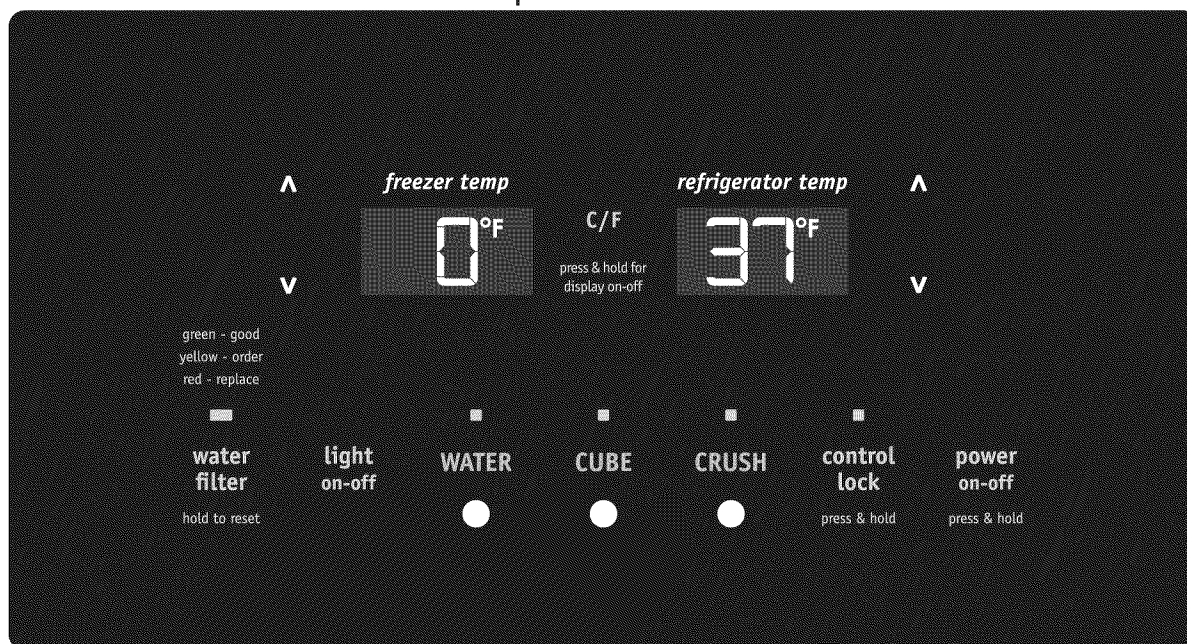 freezer temp
refrigerator temp
0°F
C/F
37°F
press & hold for
display on-off
green - good
yellow - order
red - replace
water
filter
hold to reset
light
on-off
WATER
CUBE
CRUSH
control
lock
press & hold
power
on-off
press & hold